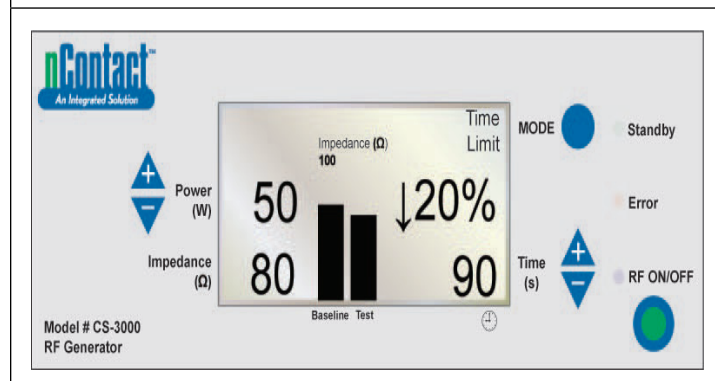 nContact™
An Integrated Solution
Time
Limit
MODE
Standby
Impedance (Ω)
100
+
Power
(W)
50
↓20%
Error
−
Impedance
(Ω)
80
90
Time
(s)
+
−
RF ON/OFF
Baseline Test
Model # CS-3000
RF Generator